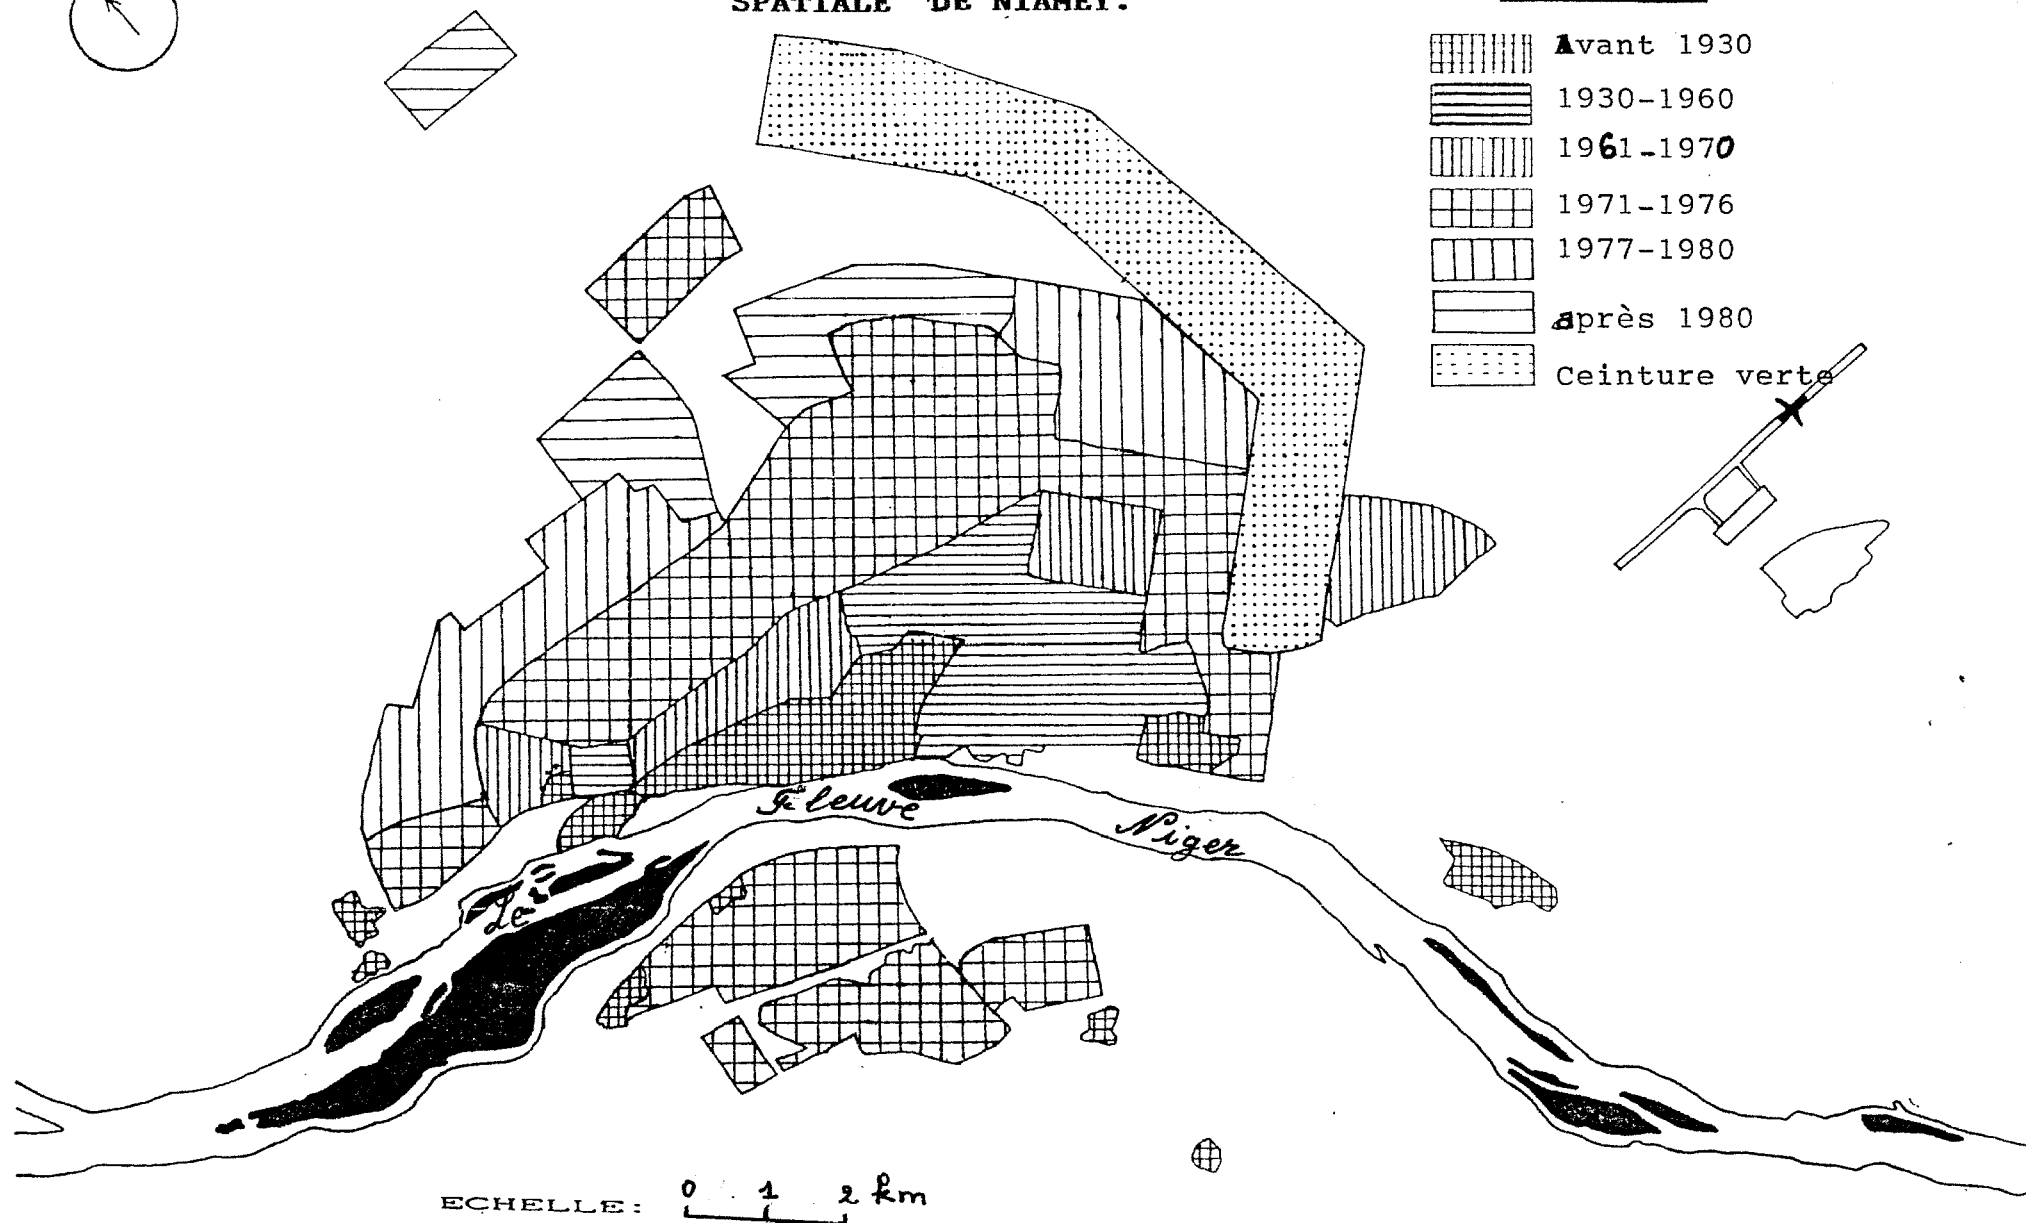 SPATIALE DE NIAMEY.
Avant 1930
1930-1960
1961-1970
1971-1976
1977-1980
après 1980
Ceinture verte
Le Fleuve Niger
ECHELLE: 0 1 2 km